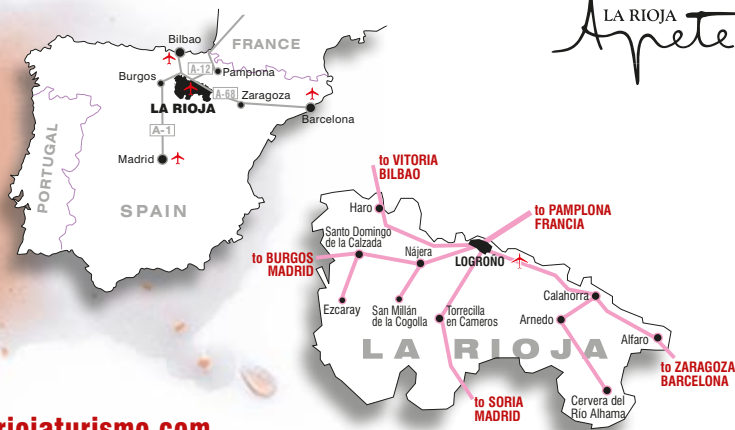 LA RIOJA
Apete
Bilbao
FRANCE
A-12
Pamplona
Burgos
A-68
Zaragoza
LA RIOJA
Barcelona
A-1
Madrid
PORTUGAL
SPAIN
to VITORIA
BILBAO
Haro
to PAMPLONA
FRANCIA
Santo Domingo
de la Calzada
to BURGOS
MADRID
Nájera
LOGROÑO
Ezcaray
San Millán
de la Cogolla
Torrecilla
en Cameros
Calahorra
Arnedo
Alfaro
LA RIOJA
to ZARAGOZA
BARCELONA
to SORIA
MADRID
Cervera del
Río Alhama
riojaturismo.com